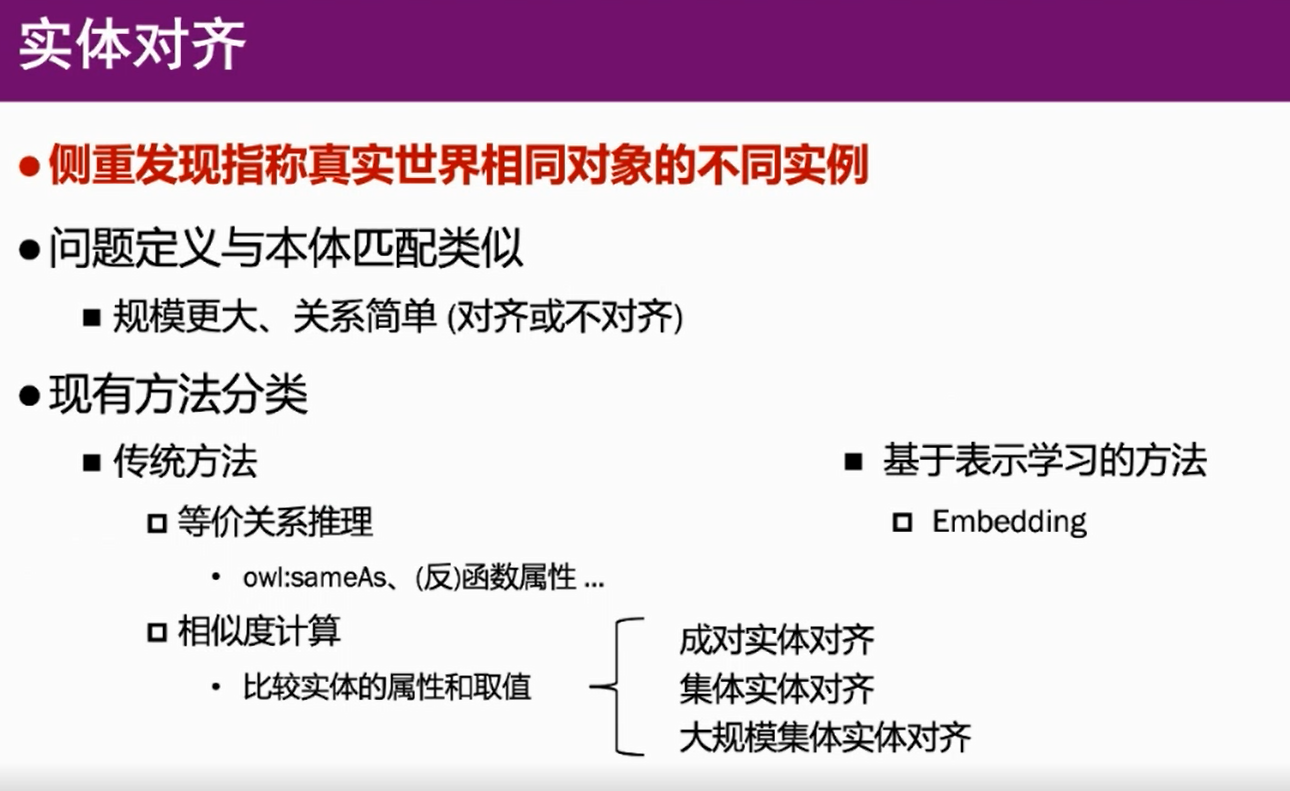 实体对齐
侧重发现指称真实世界相同对象的不同实例
问题定义与本体匹配类似
规模更大、关系简单 (对齐或不对齐)
现有方法分类
传统方法
等价关系推理
owl:sameAs、(反)函数属性 ...
相似度计算
比较实体的属性和取值
成对实体对齐
集体实体对齐
大规模集体实体对齐
基于表示学习的方法
Embedding